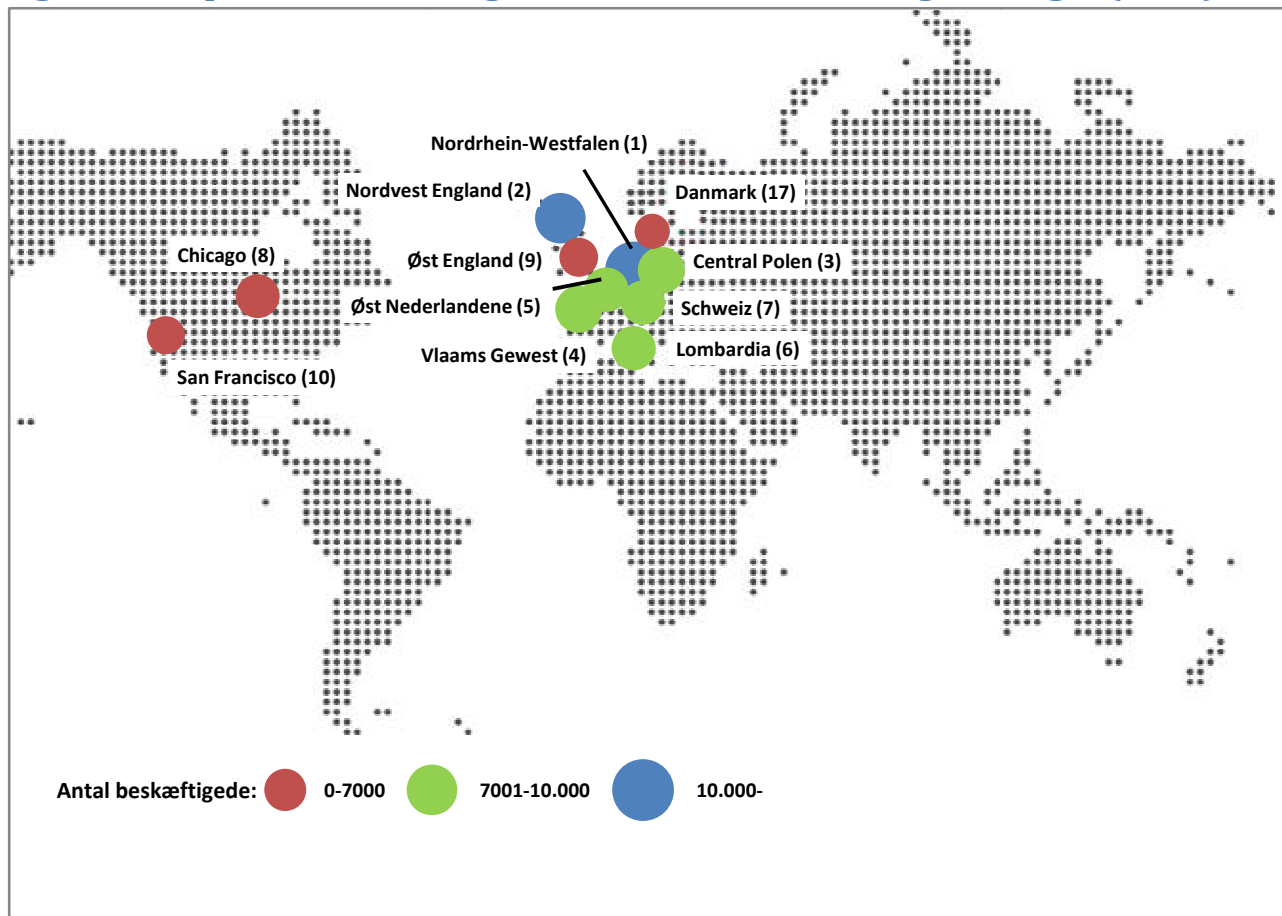 Nordrhein-Westfalen (1)
Nordvest England (2)
Danmark (17)
Chicago (8)
Øst England (9)
Central Polen (3)
Øst Nederlandene (5)
Schweiz (7)
Vlaams Gewest (4)
Lombardia (6)
San Francisco (10)
Antal beskæftigede: 0-7000 7001-10.000 10.000-